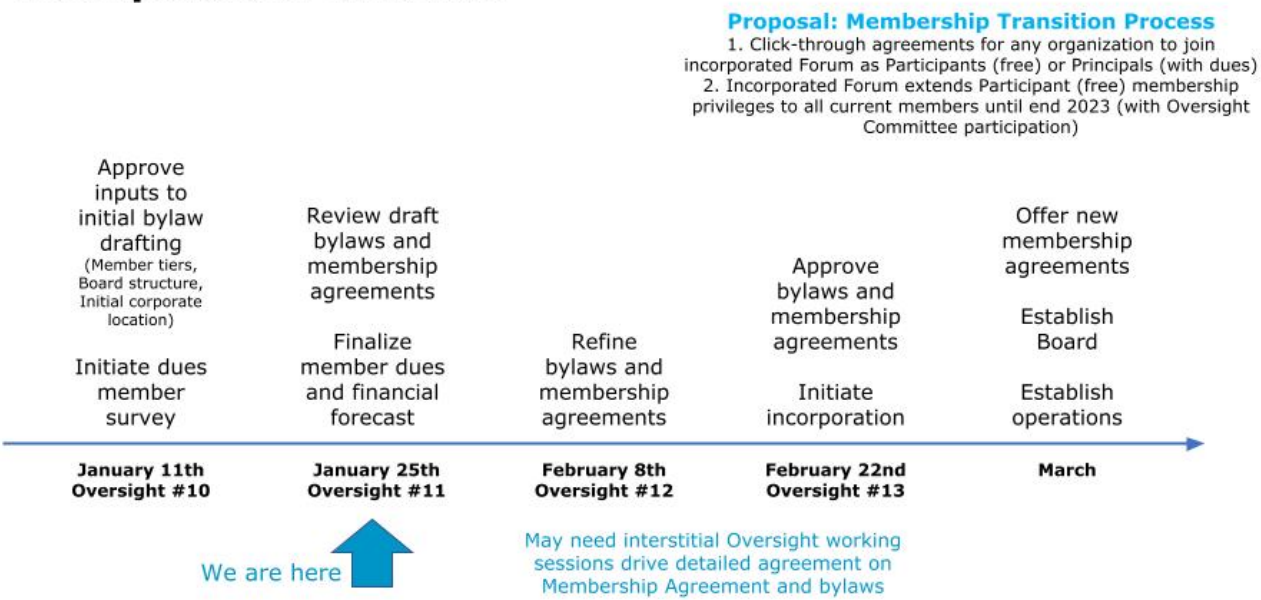 Proposal: Membership Transition Process
1. Click-through agreements for any organization to join
incorporated Forum as Participants (free) or Principals (with dues)
2. Incorporated Forum extends Participant (free) membership
privileges to all current members until end 2023 (with Oversight
Committee participation)
Approve
inputs to
initial bylaw
drafting
(Member tiers,
Board structure,
Initial corporate
location)
Initiate dues
member
survey
Review draft
bylaws and
membership
agreements
Finalize
member dues
and financial
forecast
Refine
bylaws and
membership
agreements
Approve
bylaws and
membership
agreements
Initiate
incorporation
Offer new
membership
agreements
Establish
Board
Establish
operations
January 11th
Oversight #10
January 25th
Oversight #11
February 8th
Oversight #12
February 22nd
Oversight #13
March
We are here
May need interstitial Oversight working
sessions drive detailed agreement on
Membership Agreement and bylaws